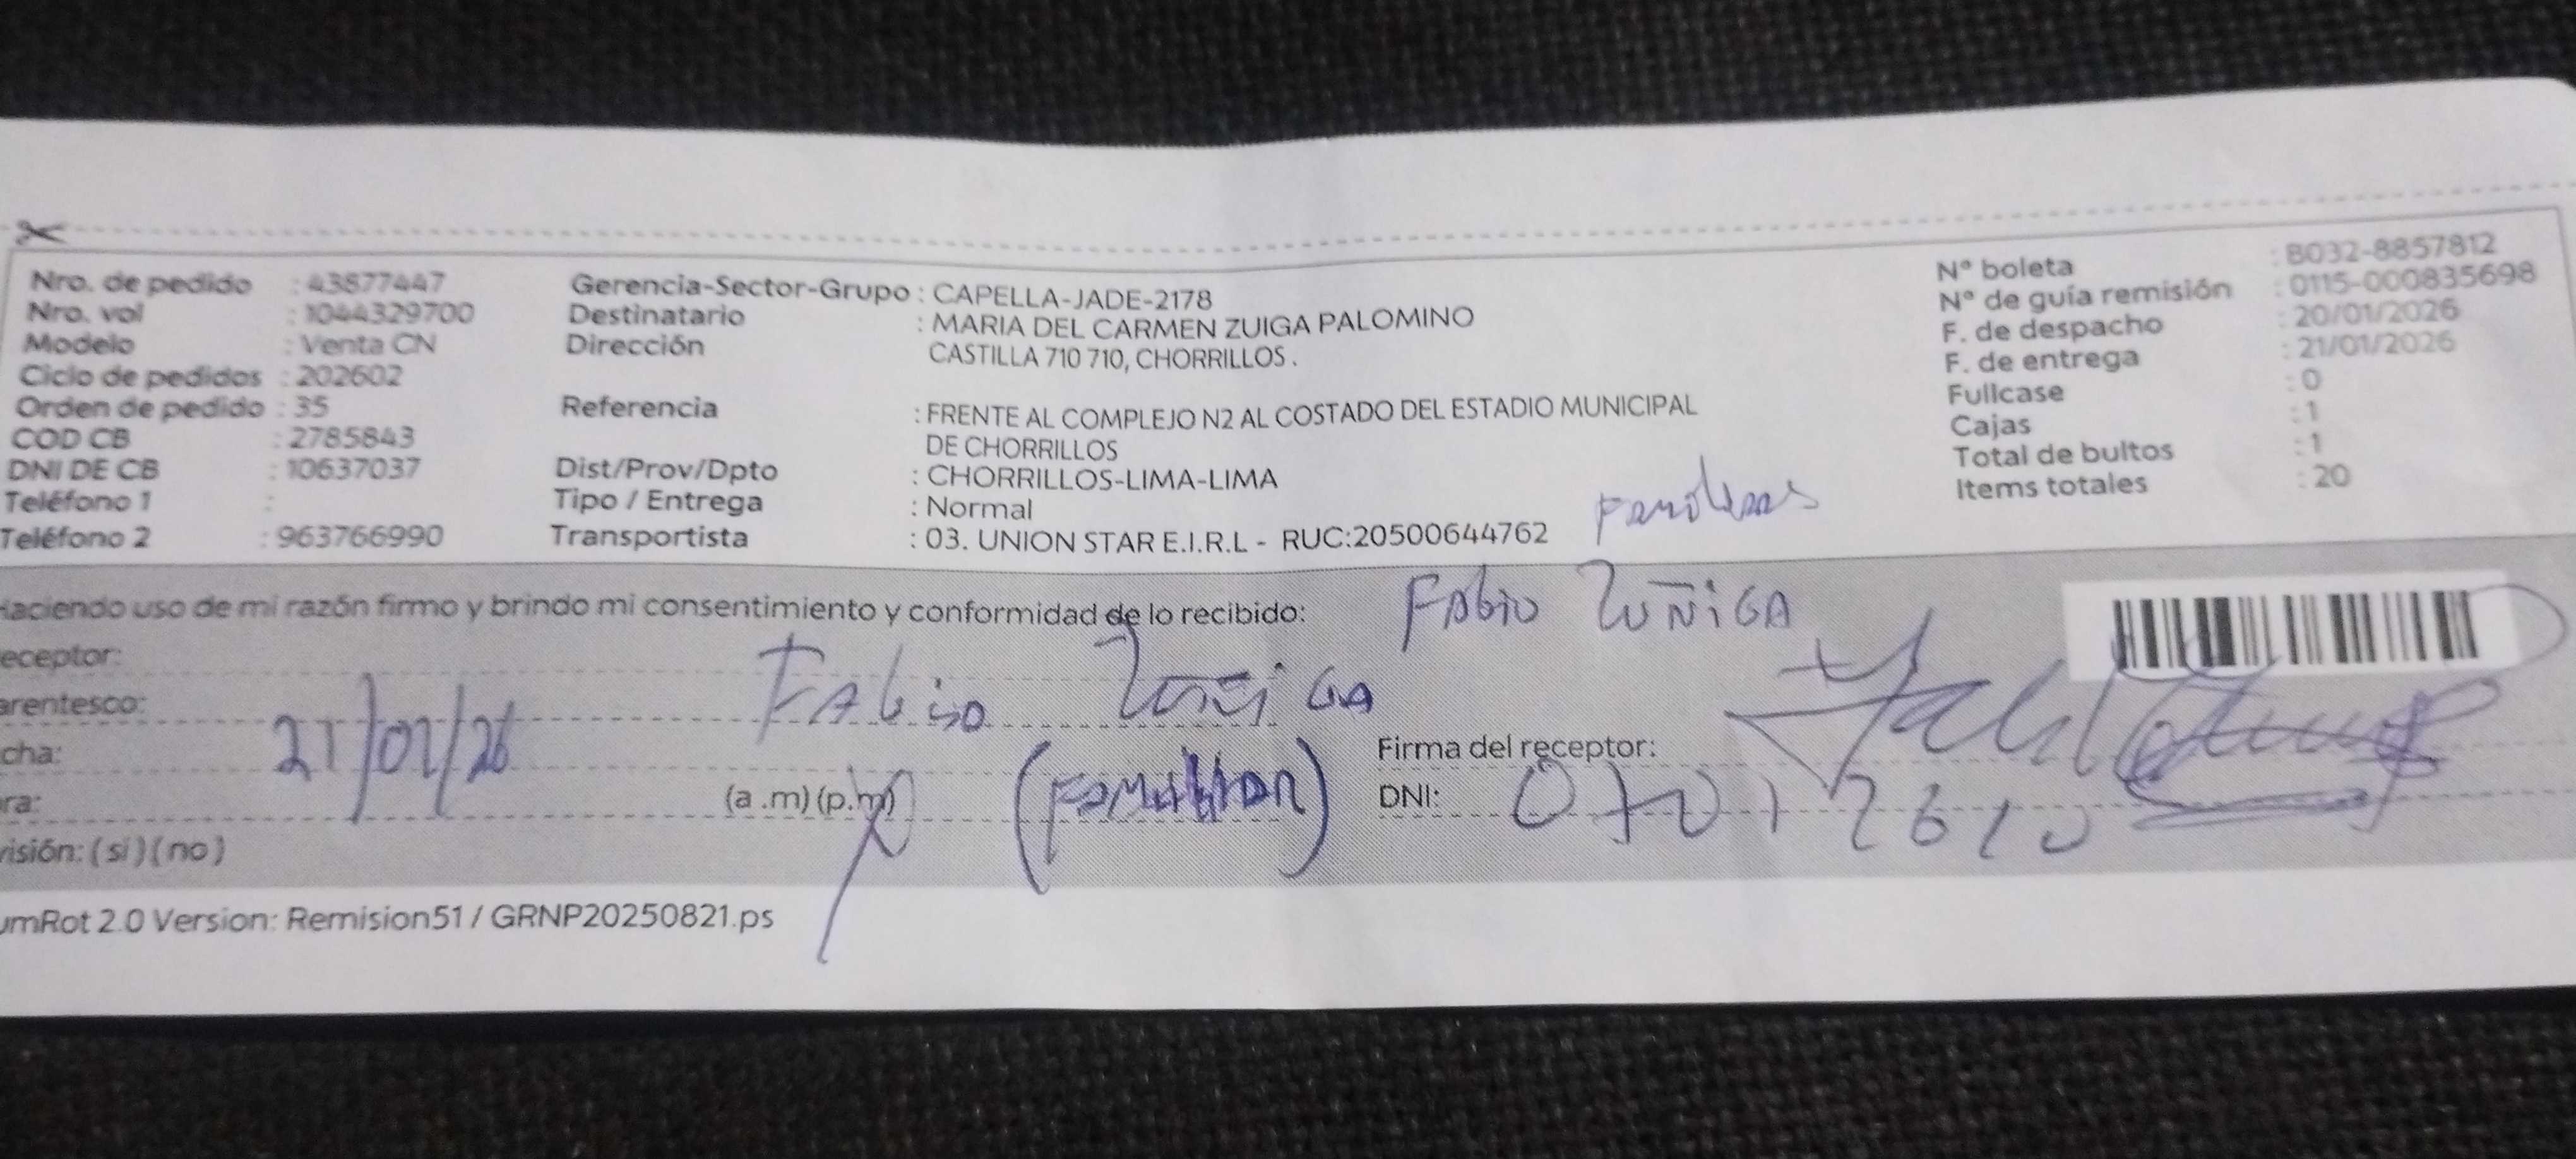 Nro. de pedido : 43877447
Nro. vol : 1044329700
Modelo : Venta CN
Ciclo de pedidos : 202602
Orden de pedido : 35
COD CB : 2785843
DNI DE CB : 10637037
Teléfono 1 :
Teléfono 2 : 963766990
Gerencia-Sector-Grupo : CAPELLA-JADE-2178
Destinatario : MARIA DEL CARMEN ZUIGA PALOMINO
Dirección CASTILLA 710 710, CHORRILLOS .
Referencia : FRENTE AL COMPLEJO N2 AL COSTADO DEL ESTADIO MUNICIPAL
DE CHORRILLOS
Dist/Prov/Dpto : CHORRILLOS-LIMA-LIMA
Tipo / Entrega : Normal
Transportista : 03. UNION STAR E.I.R.L - RUC:20500644762
N° boleta : B032-8857812
N° de guía remisión : 0115-000835698
F. de despacho : 20/01/2026
F. de entrega : 21/01/2026
Fullcase : 0
Cajas : 1
Total de bultos : 1
Items totales : 20
Haciendo uso de mi razón firmo y brindo mi consentimiento y conformidad de lo recibido: FABIO ZUÑIGA
eceptor: FABIO ZUÑIGA
arentesco:
cha: 21/01/26
ra: (a .m) (p.m) (FAMILIAR)
visión: ( si ) ( no )
Firma del receptor:
DNI:
umRot 2.0 Version: Remision51 / GRNP20250821.ps